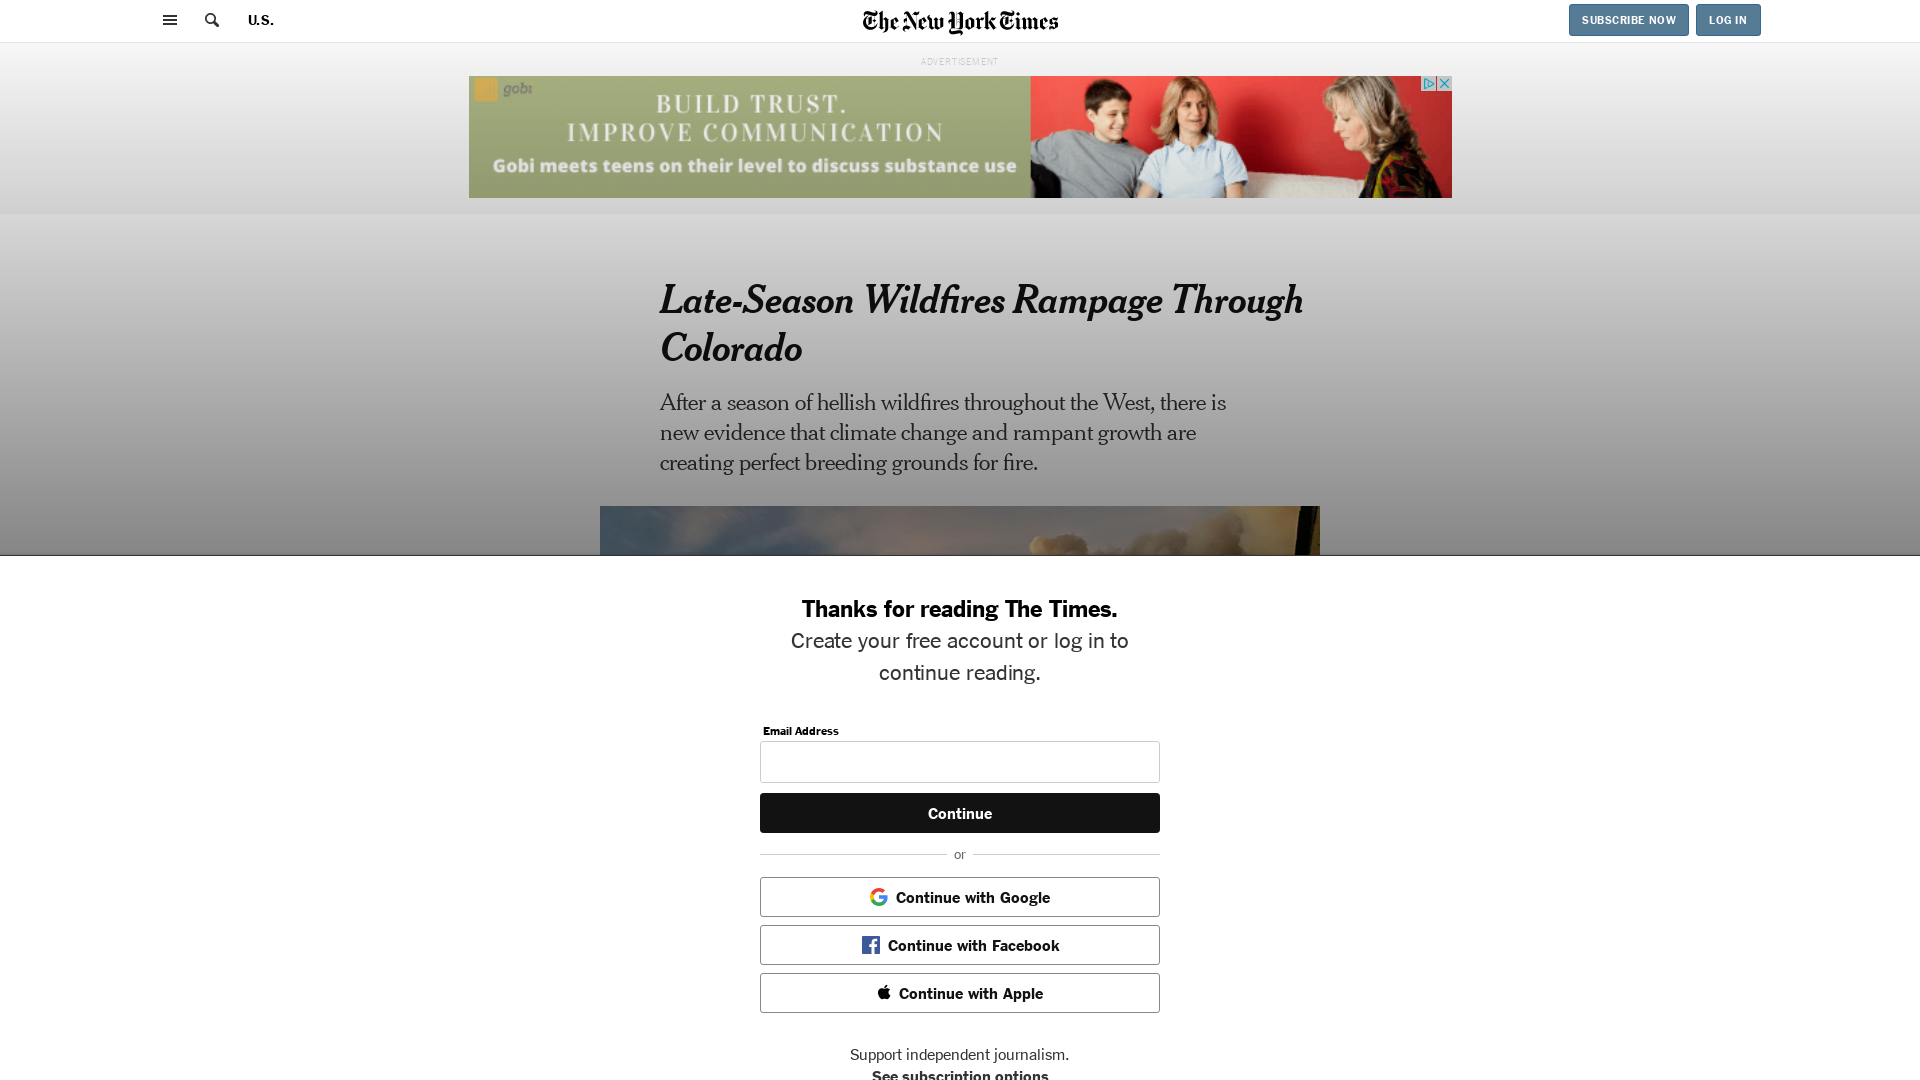 U.S.
The New York Times
SUBSCRIBE NOW
LOG IN
ADVERTISEMENT
gobi
BUILD TRUST.
IMPROVE COMMUNICATION
Gobi meets teens on their level to discuss substance use
Late-Season Wildfires Rampage Through
Colorado
After a season of hellish wildfires throughout the West, there is
new evidence that climate change and rampant growth are
creating perfect breeding grounds for fire.
Thanks for reading The Times.
Create your free account or log in to
continue reading.
Email Address
Continue
or
Continue with Google
Continue with Facebook
Continue with Apple
Support independent journalism.
See subscription options